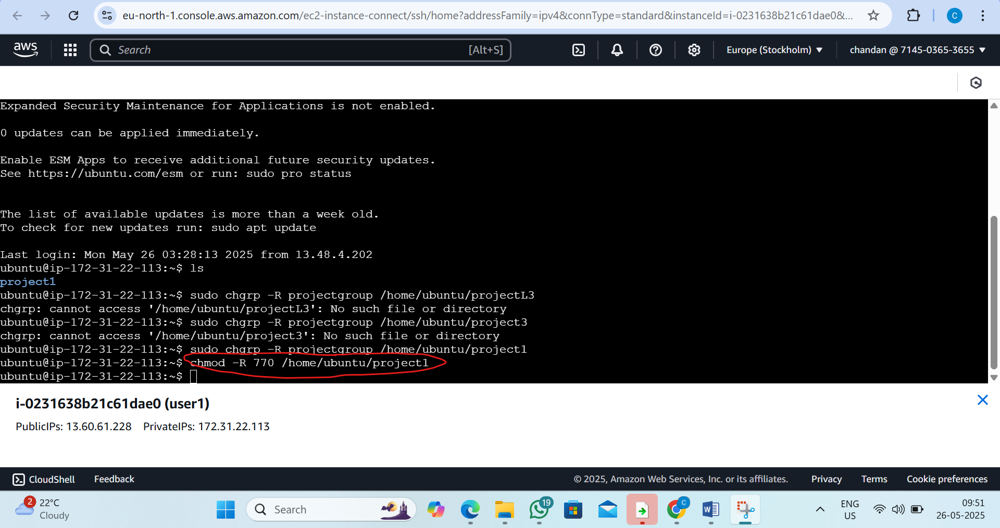 eu-north-1.console.aws.amazon.com/ec2-instance-connect/ssh/home?addressFamily=ipv4&connType=standard&instanceId=i-0231638b21c61dae0&...
C
aws
Search
[Alt+S]
Europe (Stockholm)
chandan @ 7145-0365-3655
Expanded Security Maintenance for Applications is not enabled.
0 updates can be applied immediately.
Enable ESM Apps to receive additional future security updates.
See https://ubuntu.com/esm or run: sudo pro status
The list of available updates is more than a week old.
To check for new updates run: sudo apt update
Last login: Mon May 26 03:28:13 2025 from 13.48.4.202
ubuntu@ip-172-31-22-113:~$ ls
project1
ubuntu@ip-172-31-22-113:~$ sudo chgrp -R projectgroup /home/ubuntu/projectL3
chgrp: cannot access '/home/ubuntu/projectL3': No such file or directory
ubuntu@ip-172-31-22-113:~$ sudo chgrp -R projectgroup /home/ubuntu/project3
chgrp: cannot access '/home/ubuntu/project3': No such file or directory
ubuntu@ip-172-31-22-113:~$ sudo chgrp -R projectgroup /home/ubuntu/project1
ubuntu@ip-172-31-22-113:~$ chmod -R 770 /home/ubuntu/project1
ubuntu@ip-172-31-22-113:~$
i-0231638b21c61dae0 (user1)
PublicIPs: 13.60.61.228 PrivateIPs: 172.31.22.113
CloudShell Feedback
© 2025, Amazon Web Services, Inc. or its affiliates. Privacy Terms Cookie preferences
2
22°C
Cloudy
Search
19
C
ENG
US
09:51
26-05-2025